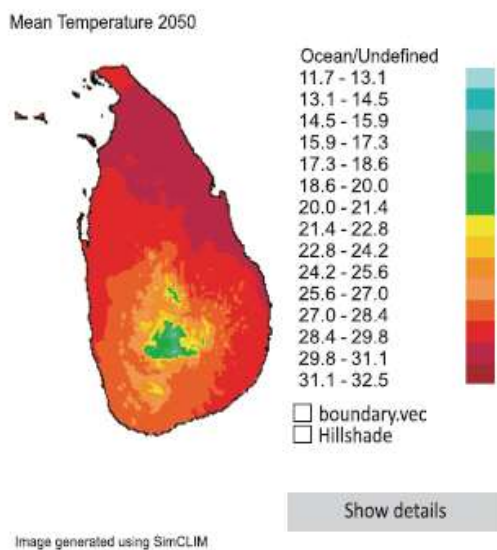 Mean Temperature 2050
Ocean/Undefined
11.7 - 13.1
13.1 - 14.5
14.5 - 15.9
15.9 - 17.3
17.3 - 18.6
18.6 - 20.0
20.0 - 21.4
21.4 - 22.8
22.8 - 24.2
24.2 - 25.6
25.6 - 27.0
27.0 - 28.4
28.4 - 29.8
29.8 - 31.1
31.1 - 32.5
boundary.vec
Hillshade
Show details
Image generated using SimCLIM